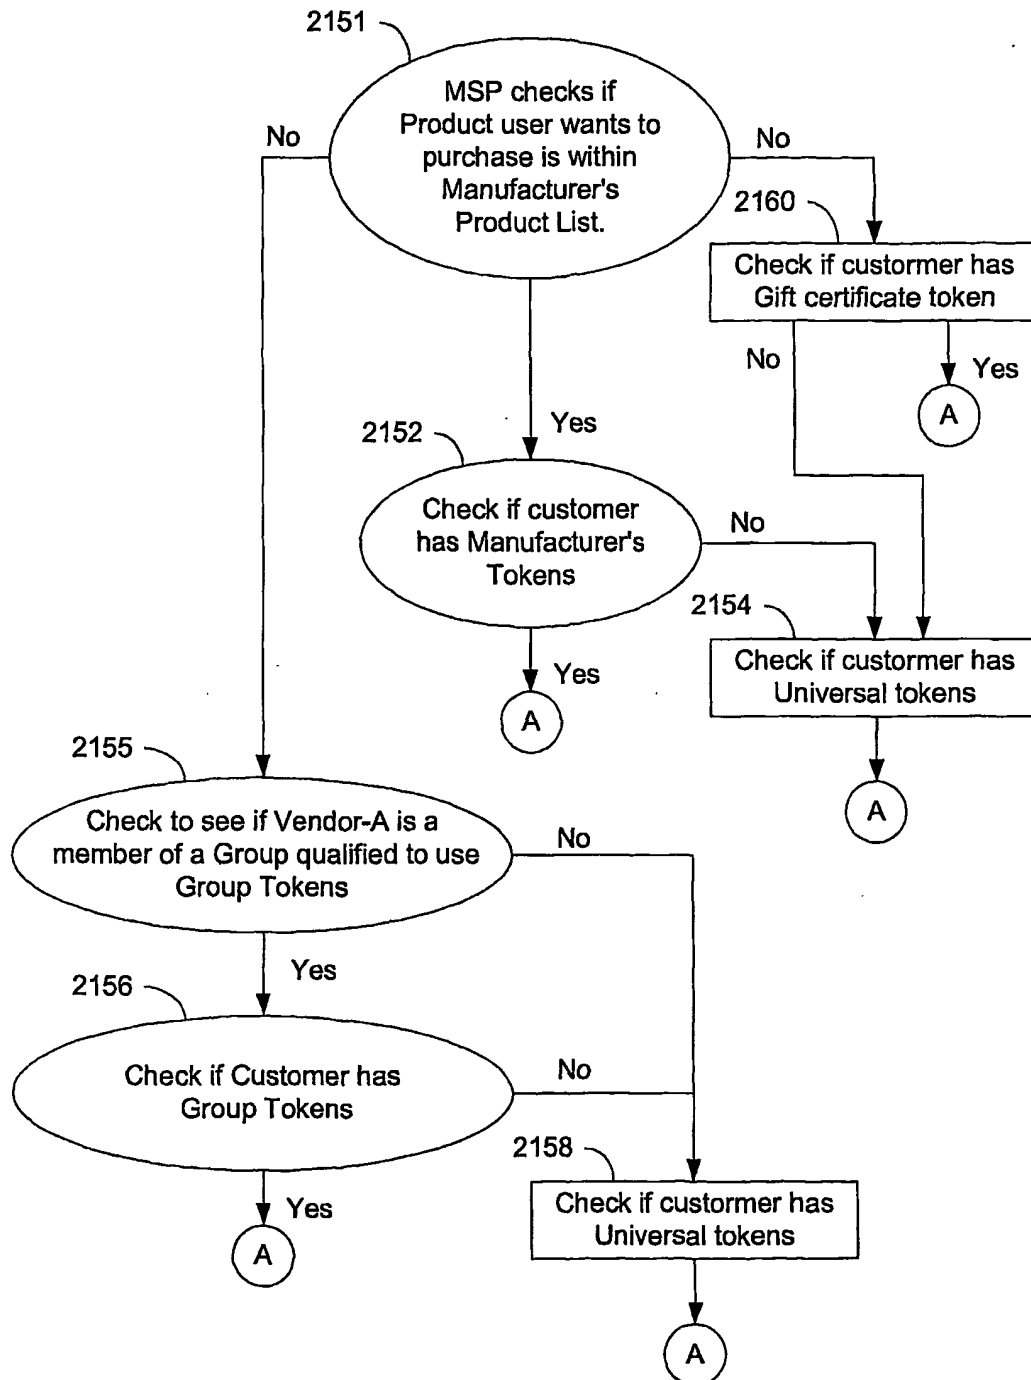 2151
MSP checks if
Product user wants to
purchase is within
Manufacturer's
Product List.
No
No
2160
Check if custormer has
Gift certificate token
No
Yes
A
Yes
2152
Check if customer
has Manufacturer's
Tokens
No
2154
Check if custormer has
Universal tokens
Yes
A
A
2155
Check to see if Vendor-A is a
member of a Group qualified to use
Group Tokens
No
Yes
2156
Check if Customer has
Group Tokens
No
2158
Check if custormer has
Universal tokens
Yes
A
A